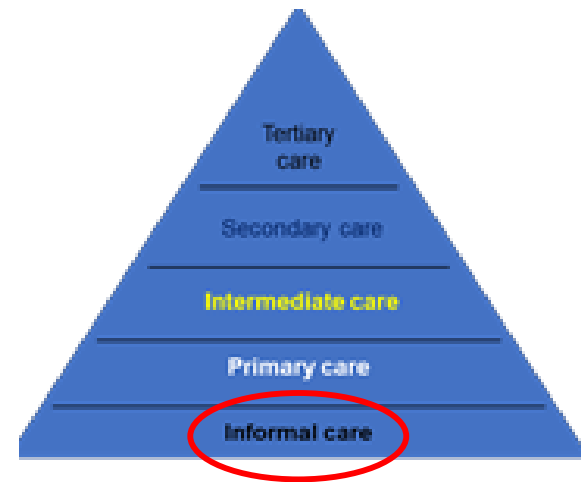 Tertiary
care
Secondary care
Intermediate care
Primary care
Informal care